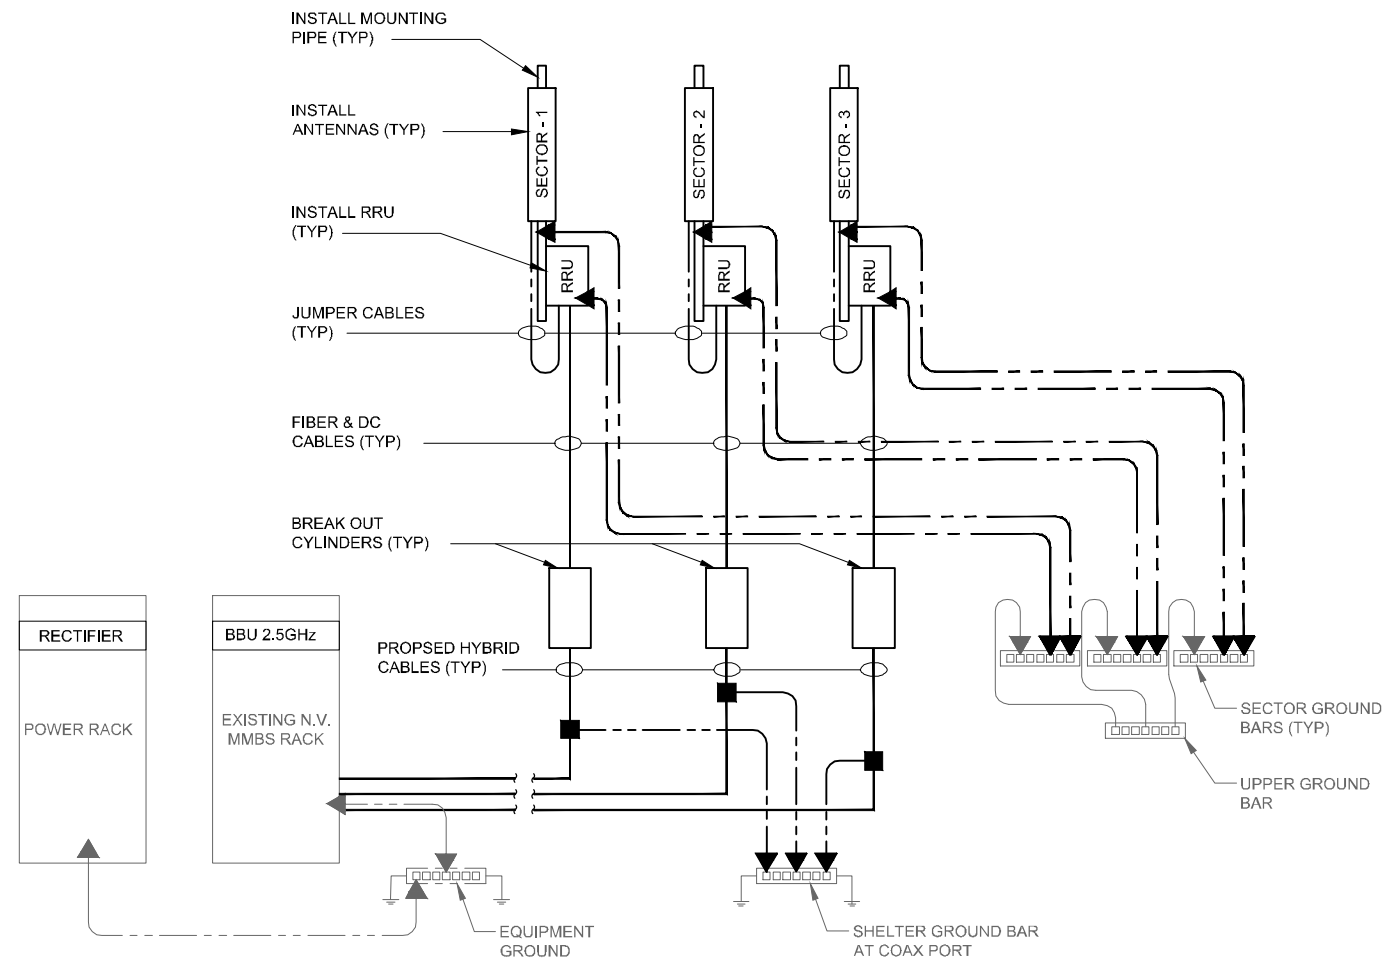 INSTALL MOUNTING
PIPE (TYP)
INSTALL
ANTENNAS (TYP)
SECTOR - 1
SECTOR - 2
SECTOR - 3
INSTALL RRU
(TYP)
RRU
RRU
RRU
JUMPER CABLES
(TYP)
FIBER & DC
CABLES (TYP)
BREAK OUT
CYLINDERS (TYP)
RECTIFIER
BBU 2.5GHz
PROPSED HYBRID
CABLES (TYP)
POWER RACK
EXISTING N.V.
MMBS RACK
SECTOR GROUND
BARS (TYP)
UPPER GROUND
BAR
EQUIPMENT
GROUND
SHELTER GROUND BAR
AT COAX PORT